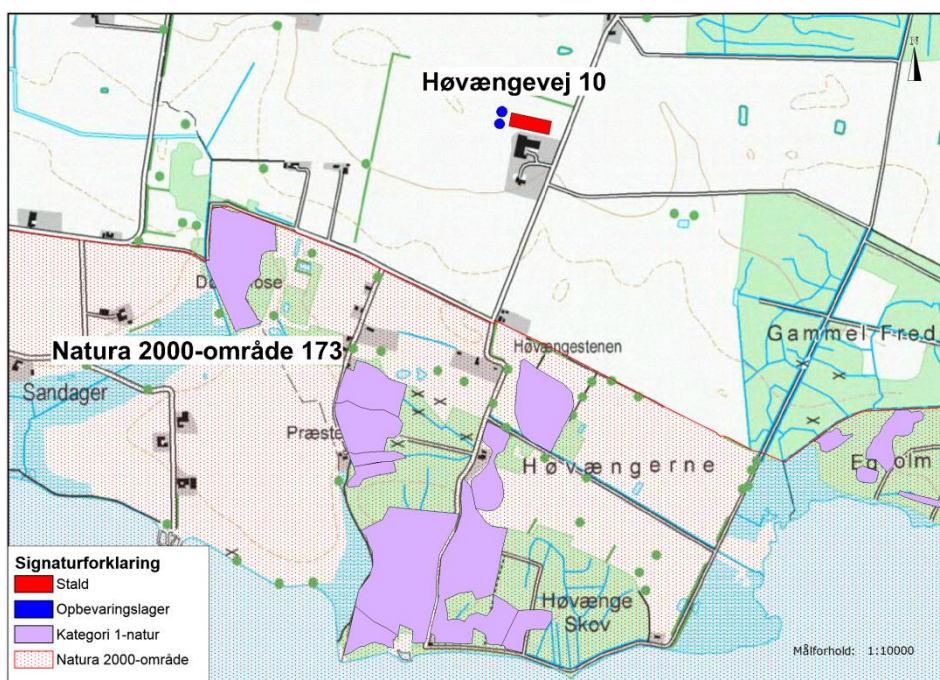 Høvængevej 10
N
Natura 2000-område 173
Sandager
Høvængestenen
Gammel Fred
Præste
Høvængerne
Egholm
Høvænge
Skov
Signaturforklaring
Stald
Opbevaringslager
Kategori 1-natur
Natura 2000-område
Målforhold: 1:10000